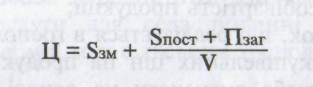 Ц = Sзм + (Sпост + Пзаг) / V